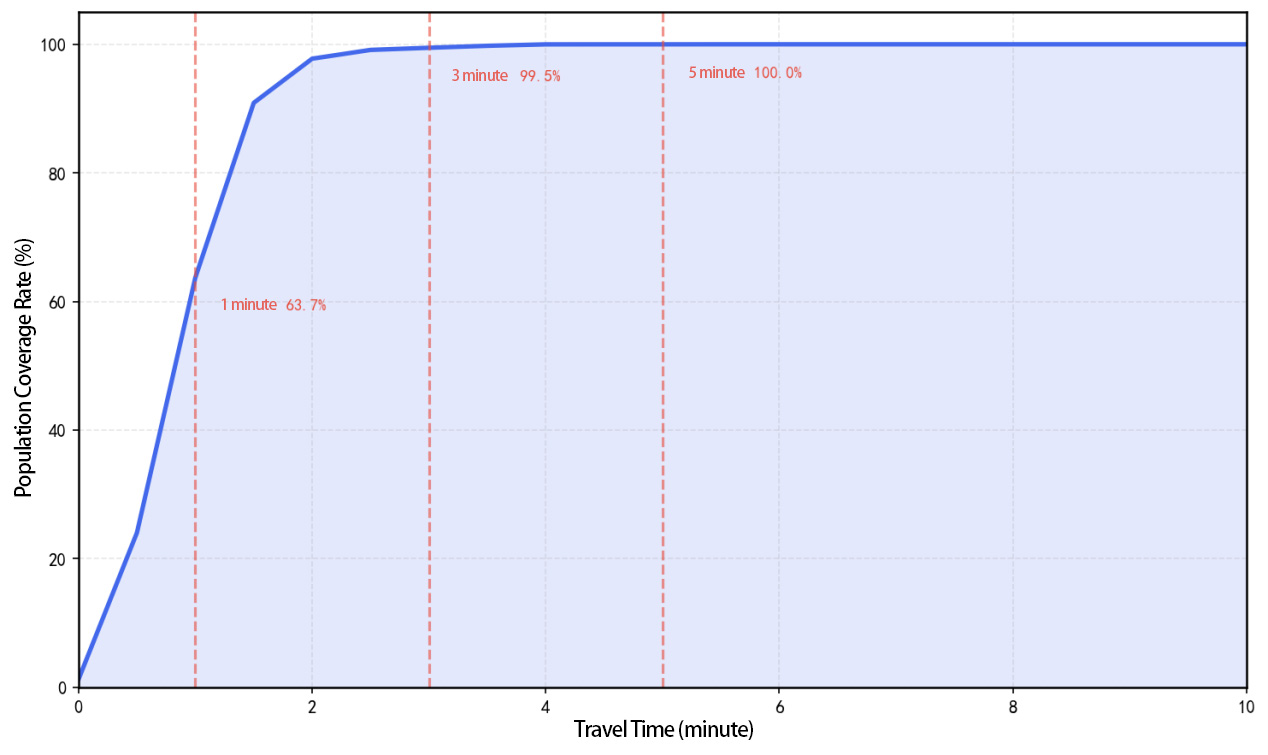 Population Coverage Rate (%)
100
80
60
40
20
0
3 minute 99.5%
5 minute 100.0%
1 minute 63.7%
0 2 4 6 8 10
Travel Time (minute)